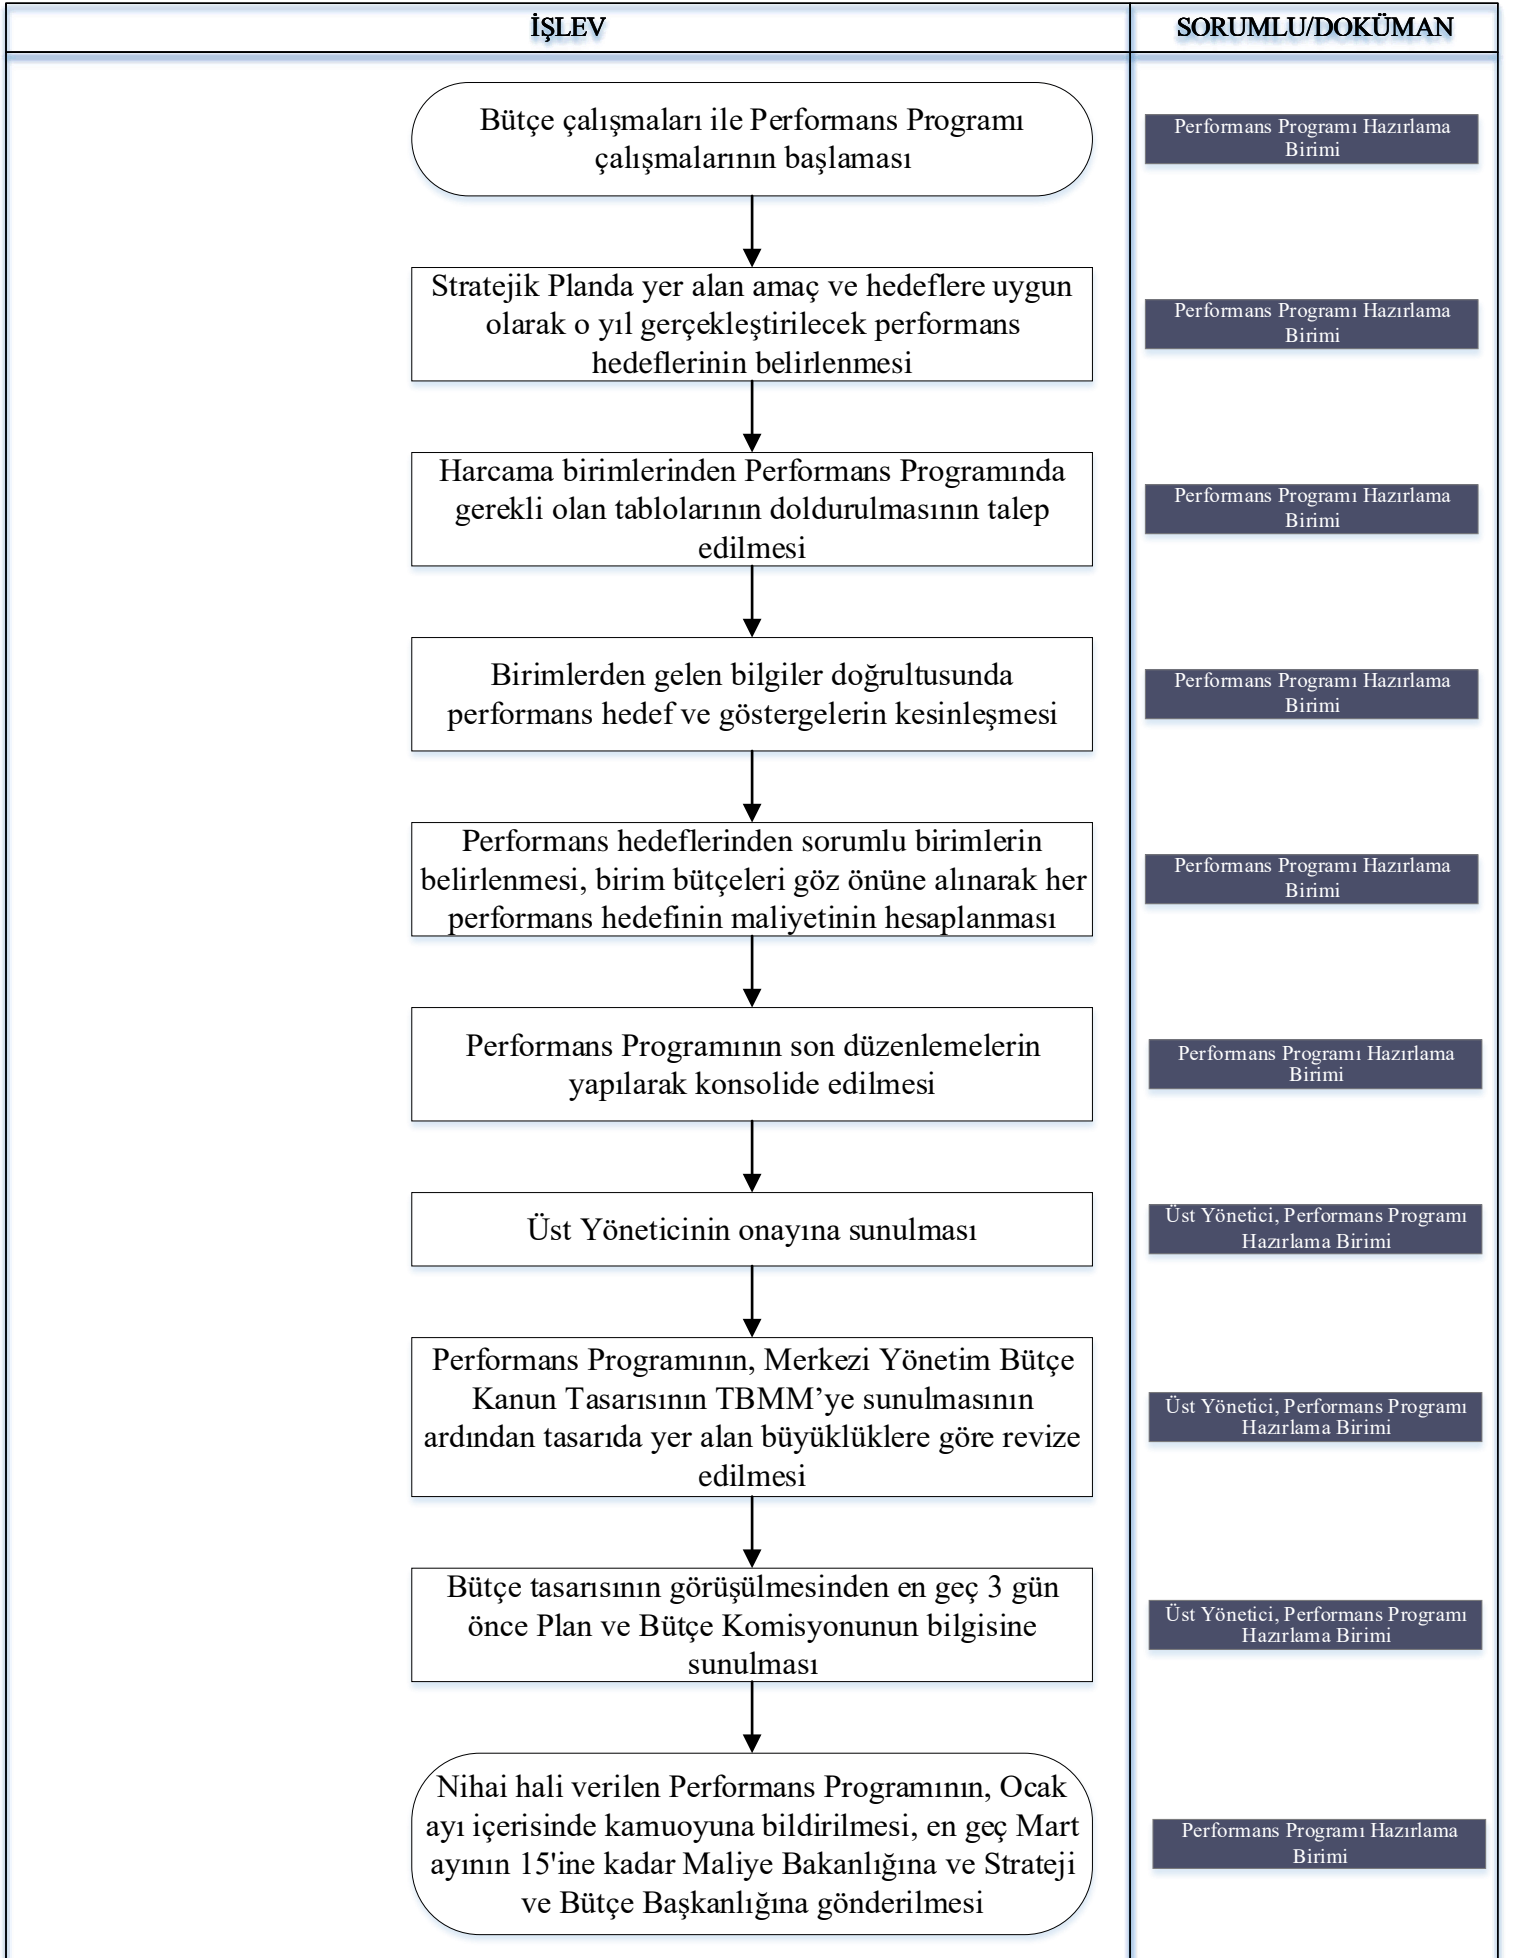 İŞLEV
SORUMLU/DOKÜMAN
Bütçe çalışmaları ile Performans Programı
çalışmalarının başlaması
Performans Programı Hazırlama
Birimi
Stratejik Planda yer alan amaç ve hedeflere uygun
olarak o yıl gerçekleştirilecek performans
hedeflerinin belirlenmesi
Performans Programı Hazırlama
Birimi
Harcama birimlerinden Performans Programında
gerekli olan tablolarının doldurulmasının talep
edilmesi
Performans Programı Hazırlama
Birimi
Birimlerden gelen bilgiler doğrultusunda
performans hedef ve göstergelerin kesinleşmesi
Performans Programı Hazırlama
Birimi
Performans hedeflerinden sorumlu birimlerin
belirlenmesi, birim bütçeleri göz önüne alınarak her
performans hedefinin maliyetinin hesaplanması
Performans Programı Hazırlama
Birimi
Performans Programının son düzenlemelerin
yapılarak konsolide edilmesi
Performans Programı Hazırlama
Birimi
Üst Yöneticinin onayına sunulması
Üst Yönetici, Performans Programı
Hazırlama Birimi
Performans Programının, Merkezi Yönetim Bütçe
Kanun Tasarısının TBMM’ye sunulmasının
ardından tasarıda yer alan büyüklüklere göre revize
edilmesi
Üst Yönetici, Performans Programı
Hazırlama Birimi
Bütçe tasarısının görüşülmesinden en geç 3 gün
önce Plan ve Bütçe Komisyonunun bilgisine
sunulması
Üst Yönetici, Performans Programı
Hazırlama Birimi
Nihai hali verilen Performans Programının, Ocak
ayı içerisinde kamuoyuna bildirilmesi, en geç Mart
ayının 15'ine kadar Maliye Bakanlığına ve Strateji
ve Bütçe Başkanlığına gönderilmesi
Performans Programı Hazırlama
Birimi